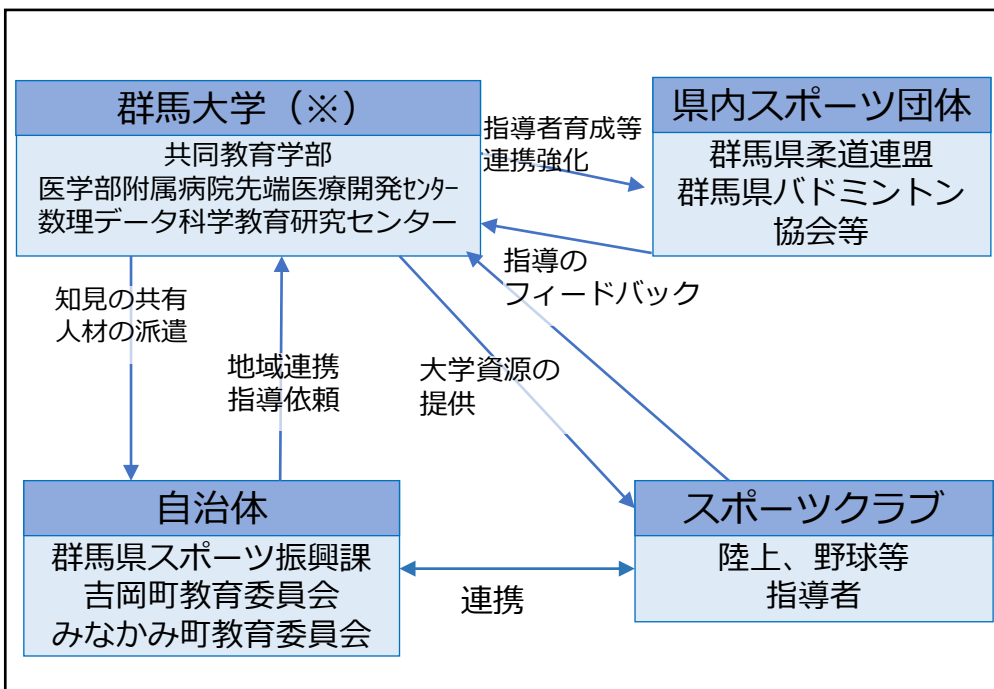 群馬大学（※）
共同教育学部
医学部附属病院先端医療開発ｾﾝﾀｰ
数理データ科学教育研究センター
指導者育成等
連携強化
県内スポーツ団体
群馬県柔道連盟
群馬県バドミントン
協会等
指導の
フィードバック
知見の共有
人材の派遣
地域連携
指導依頼
大学資源の
提供
自治体
群馬県スポーツ振興課
吉岡町教育委員会
みなかみ町教育委員会
連携
スポーツクラブ
陸上、野球等
指導者